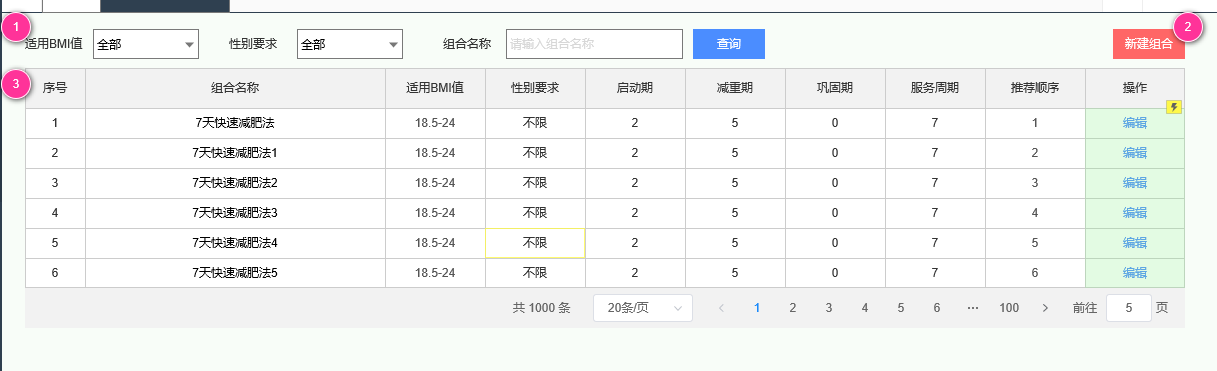 1
2
适用BMI值 全部 性别要求 全部 组合名称 请输入组合名称 查询 新建组合
3
序号 组合名称 适用BMI值 性别要求 启动期 减重期 巩固期 服务周期 推荐顺序 操作
1 7天快速减肥法 18.5-24 不限 2 5 0 7 1 编辑
2 7天快速减肥法1 18.5-24 不限 2 5 0 7 2 编辑
3 7天快速减肥法2 18.5-24 不限 2 5 0 7 3 编辑
4 7天快速减肥法3 18.5-24 不限 2 5 0 7 4 编辑
5 7天快速减肥法4 18.5-24 不限 2 5 0 7 5 编辑
6 7天快速减肥法5 18.5-24 不限 2 5 0 7 6 编辑
共 1000 条 20条/页 1 2 3 4 5 6 ··· 100 前往 5 页